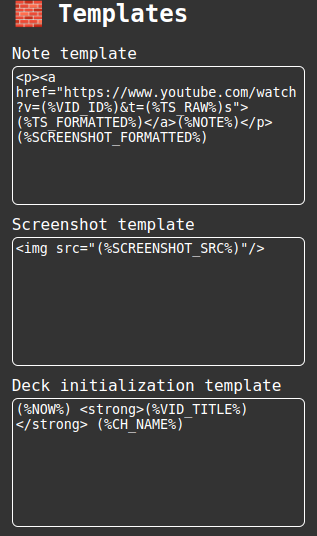 🧱 Templates
Note template
<p><a
href="https://www.youtube.com/watch
?v=(%VID_ID%)&t=(%TS_RAW%)s">
(%TS_FORMATTED%)</a>(%NOTE%)</p>
(%SCREENSHOT_FORMATTED%)
Screenshot template
<img src="(%SCREENSHOT_SRC%)"/>
Deck initialization template
(%NOW%) <strong>(%VID_TITLE%)
</strong> (%CH_NAME%)